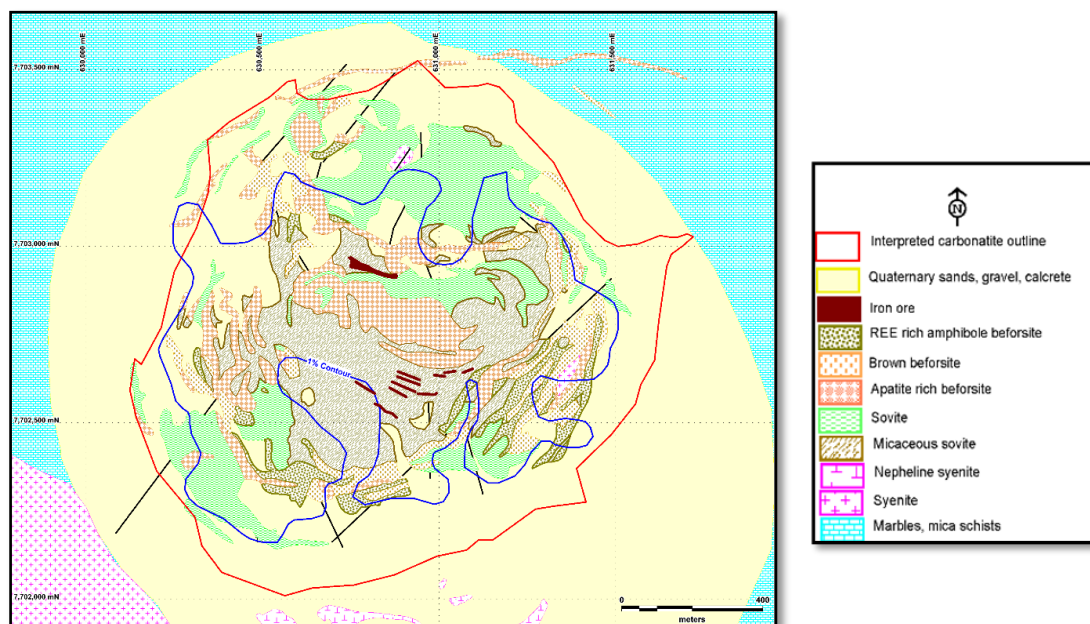 630,000 mE
630,500 mE
631,000 mE
631,500 mE
7,703,500 mN
7,703,000 mN
1% Contour
7,702,500 mN
7,702,000 mN
0 400
meters
N
Interpreted carbonatite outline
Quaternary sands, gravel, calcrete
Iron ore
REE rich amphibole beforsite
Brown beforsite
Apatite rich beforsite
Sovite
Micaceous sovite
Nepheline syenite
Syenite
Marbles, mica schists